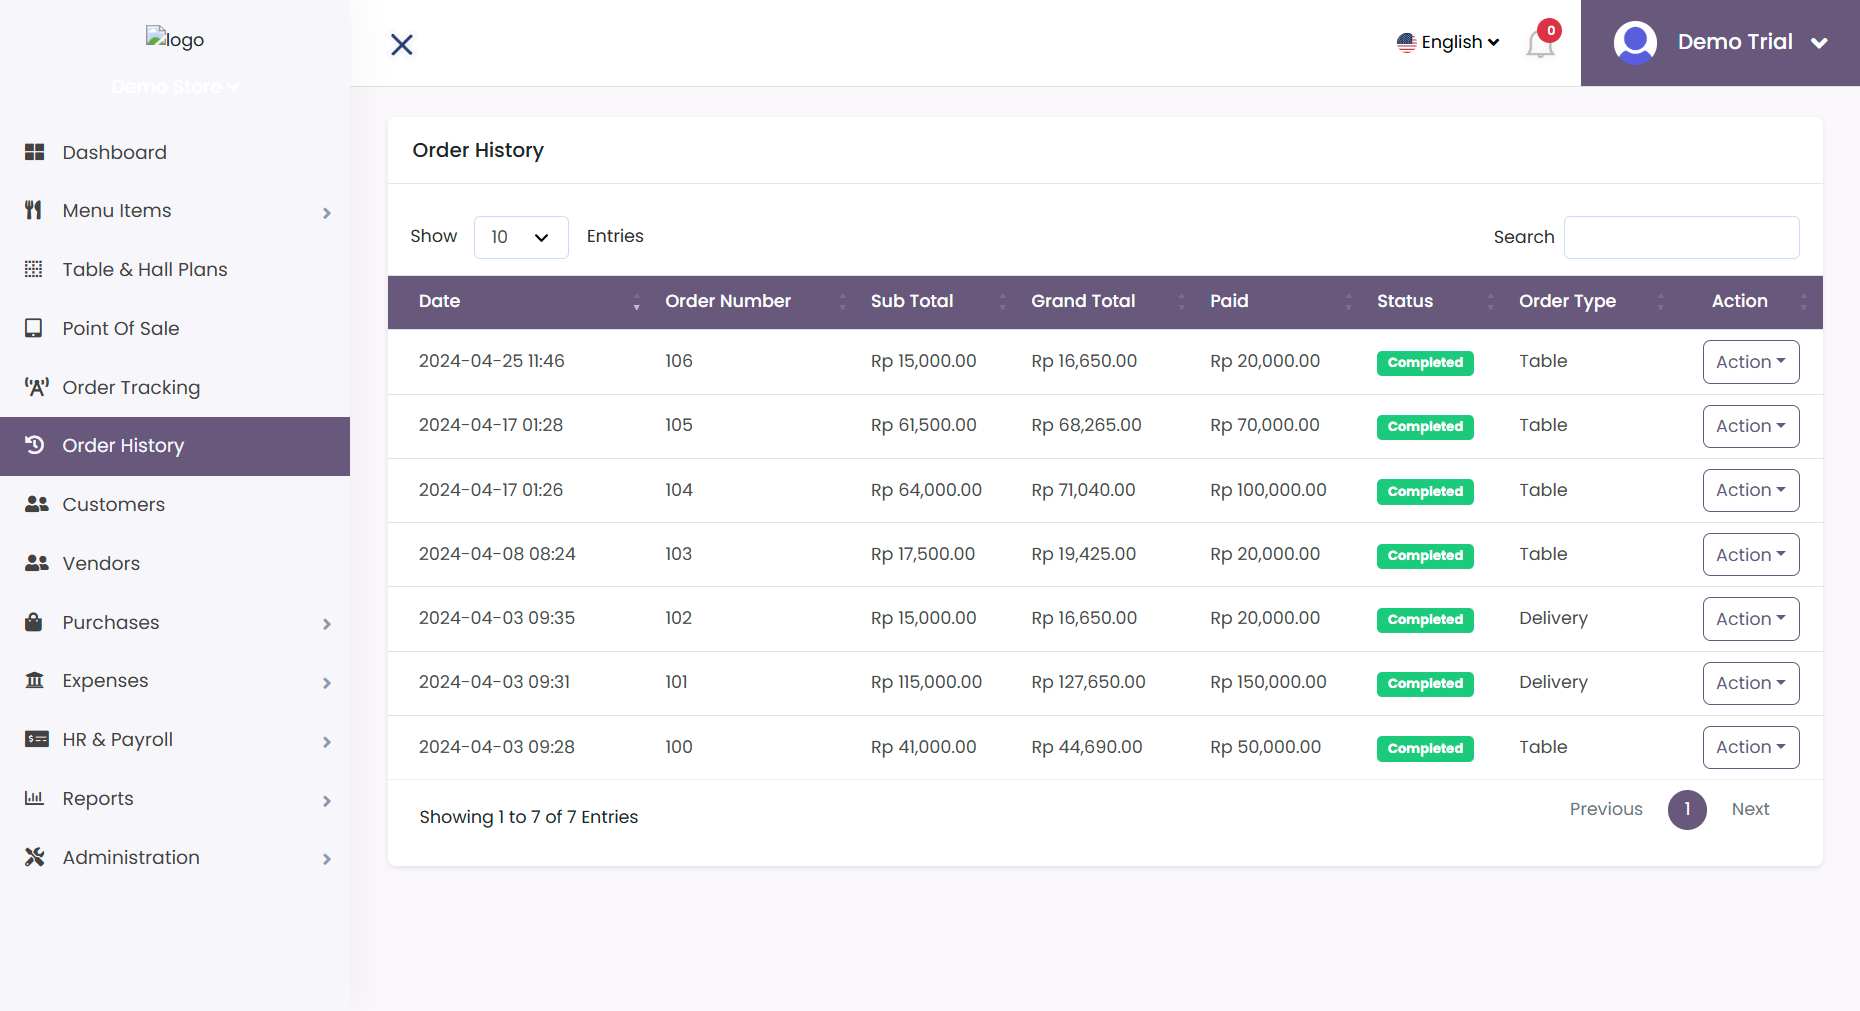 logo
Demo Store
English
0
Demo Trial
Dashboard
Menu Items
Table & Hall Plans
Point Of Sale
Order Tracking
Order History
Customers
Vendors
Purchases
Expenses
HR & Payroll
Reports
Administration
Order History
Show 10 Entries
Search
Date Order Number Sub Total Grand Total Paid Status Order Type Action
2024-04-25 11:46 106 Rp 15,000.00 Rp 16,650.00 Rp 20,000.00 Completed Table Action
2024-04-17 01:28 105 Rp 61,500.00 Rp 68,265.00 Rp 70,000.00 Completed Table Action
2024-04-17 01:26 104 Rp 64,000.00 Rp 71,040.00 Rp 100,000.00 Completed Table Action
2024-04-08 08:24 103 Rp 17,500.00 Rp 19,425.00 Rp 20,000.00 Completed Table Action
2024-04-03 09:35 102 Rp 15,000.00 Rp 16,650.00 Rp 20,000.00 Completed Delivery Action
2024-04-03 09:31 101 Rp 115,000.00 Rp 127,650.00 Rp 150,000.00 Completed Delivery Action
2024-04-03 09:28 100 Rp 41,000.00 Rp 44,690.00 Rp 50,000.00 Completed Table Action
Showing 1 to 7 of 7 Entries
Previous 1 Next